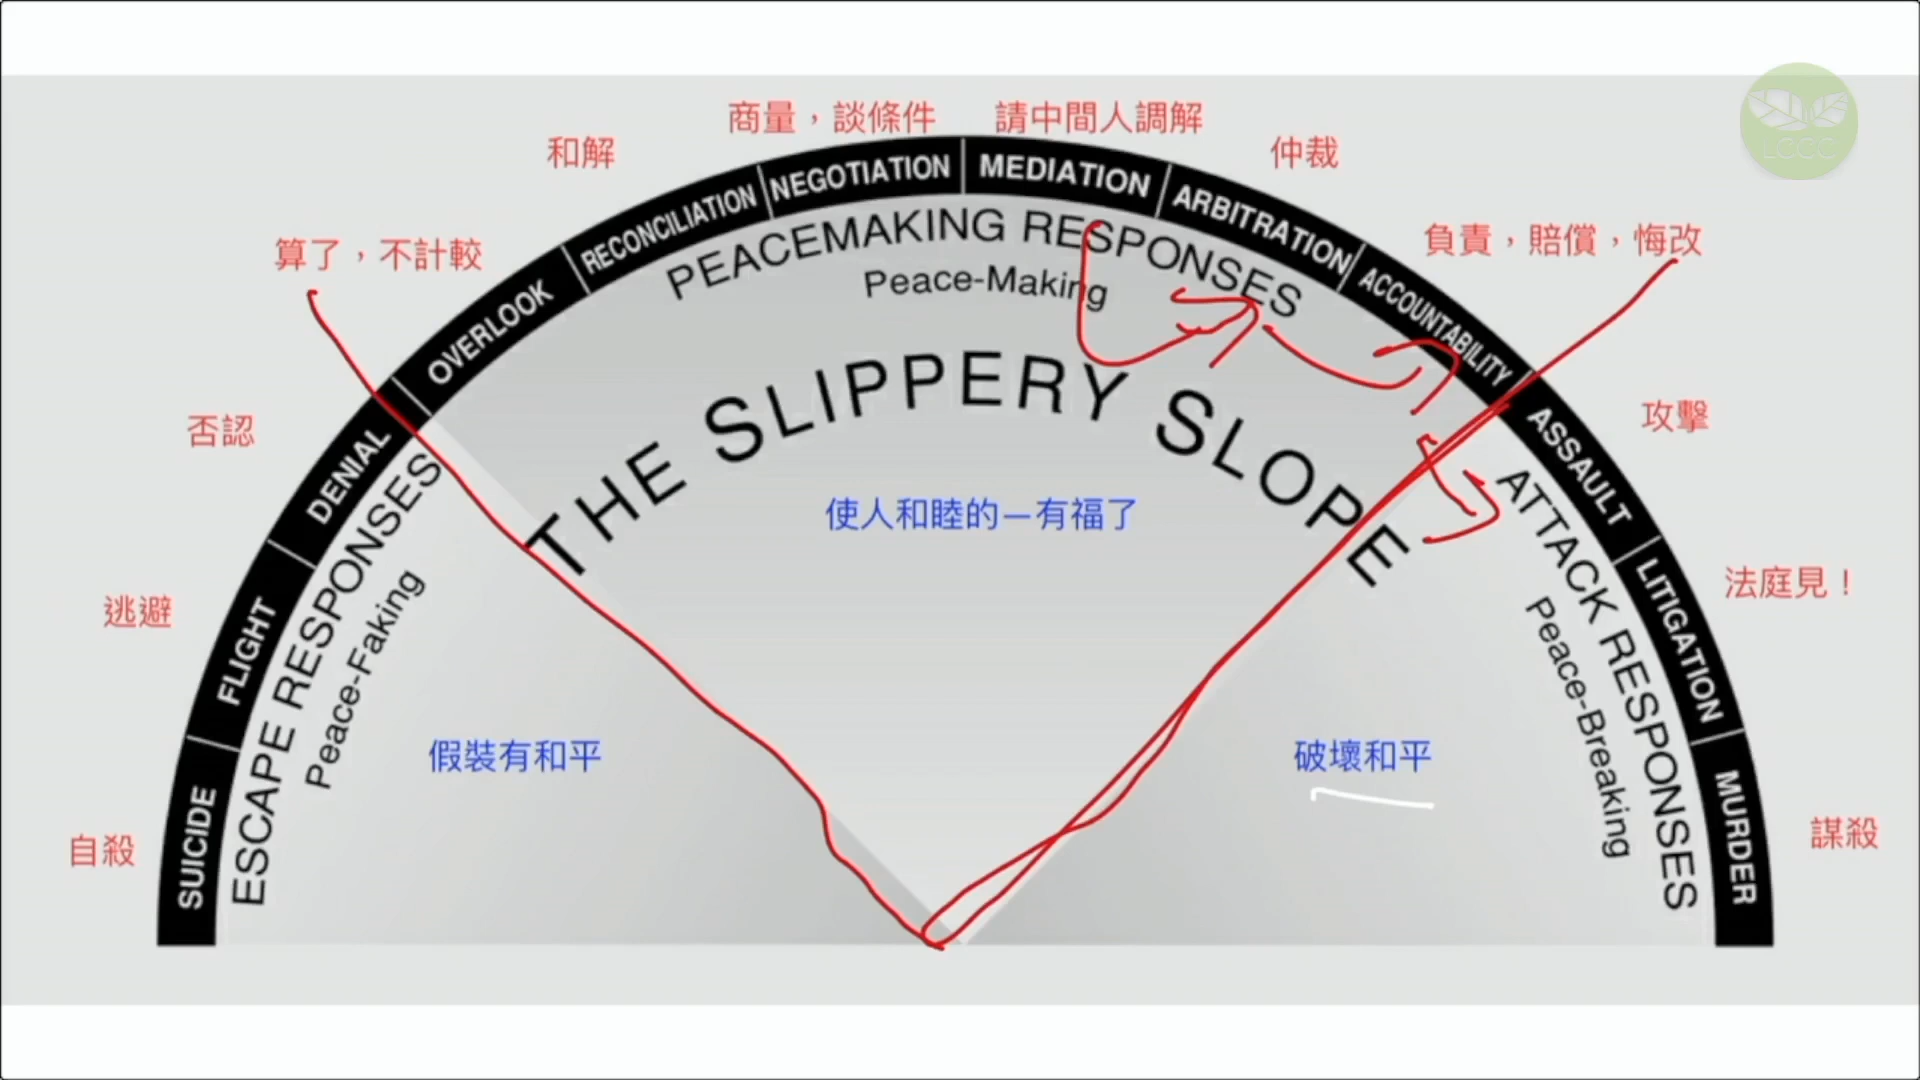 商量，談條件
請中間人調解
和解
仲裁
算了，不計較
負責，賠償，悔改
否認
攻擊
逃避
法庭見！
自殺
謀殺
SUICIDE
FLIGHT
DENIAL
OVERLOOK
RECONCILIATION
NEGOTIATION
MEDIATION
ARBITRATION
ACCOUNTABILITY
ASSAULT
LITIGATION
MURDER
ESCAPE RESPONSES
Peace-Faking
PEACEMAKING RESPONSES
Peace-Making
ATTACK RESPONSES
Peace-Breaking
THE SLIPPERY SLOPE
使人和睦的—有福了
假裝有和平
破壞和平
LCCC